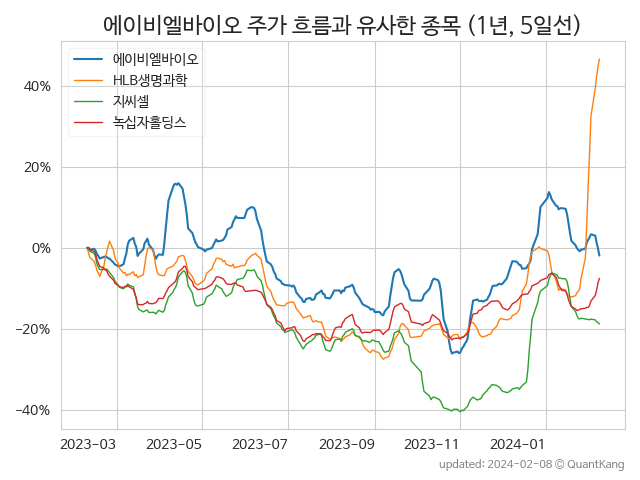 에이비엘바이오 주가 흐름과 유사한 종목 (1년, 5일선)
에이비엘바이오
HLB생명과학
지씨셀
녹십자홀딩스
40%
20%
0%
−20%
−40%
2023-03 2023-05 2023-07 2023-09 2023-11 2024-01
updated: 2024-02-08 © QuantKang